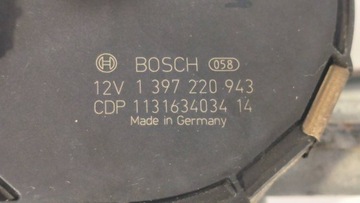 BOSCH 058
12V 1 397 220 943
CDP 1131634034 14
Made in Germany